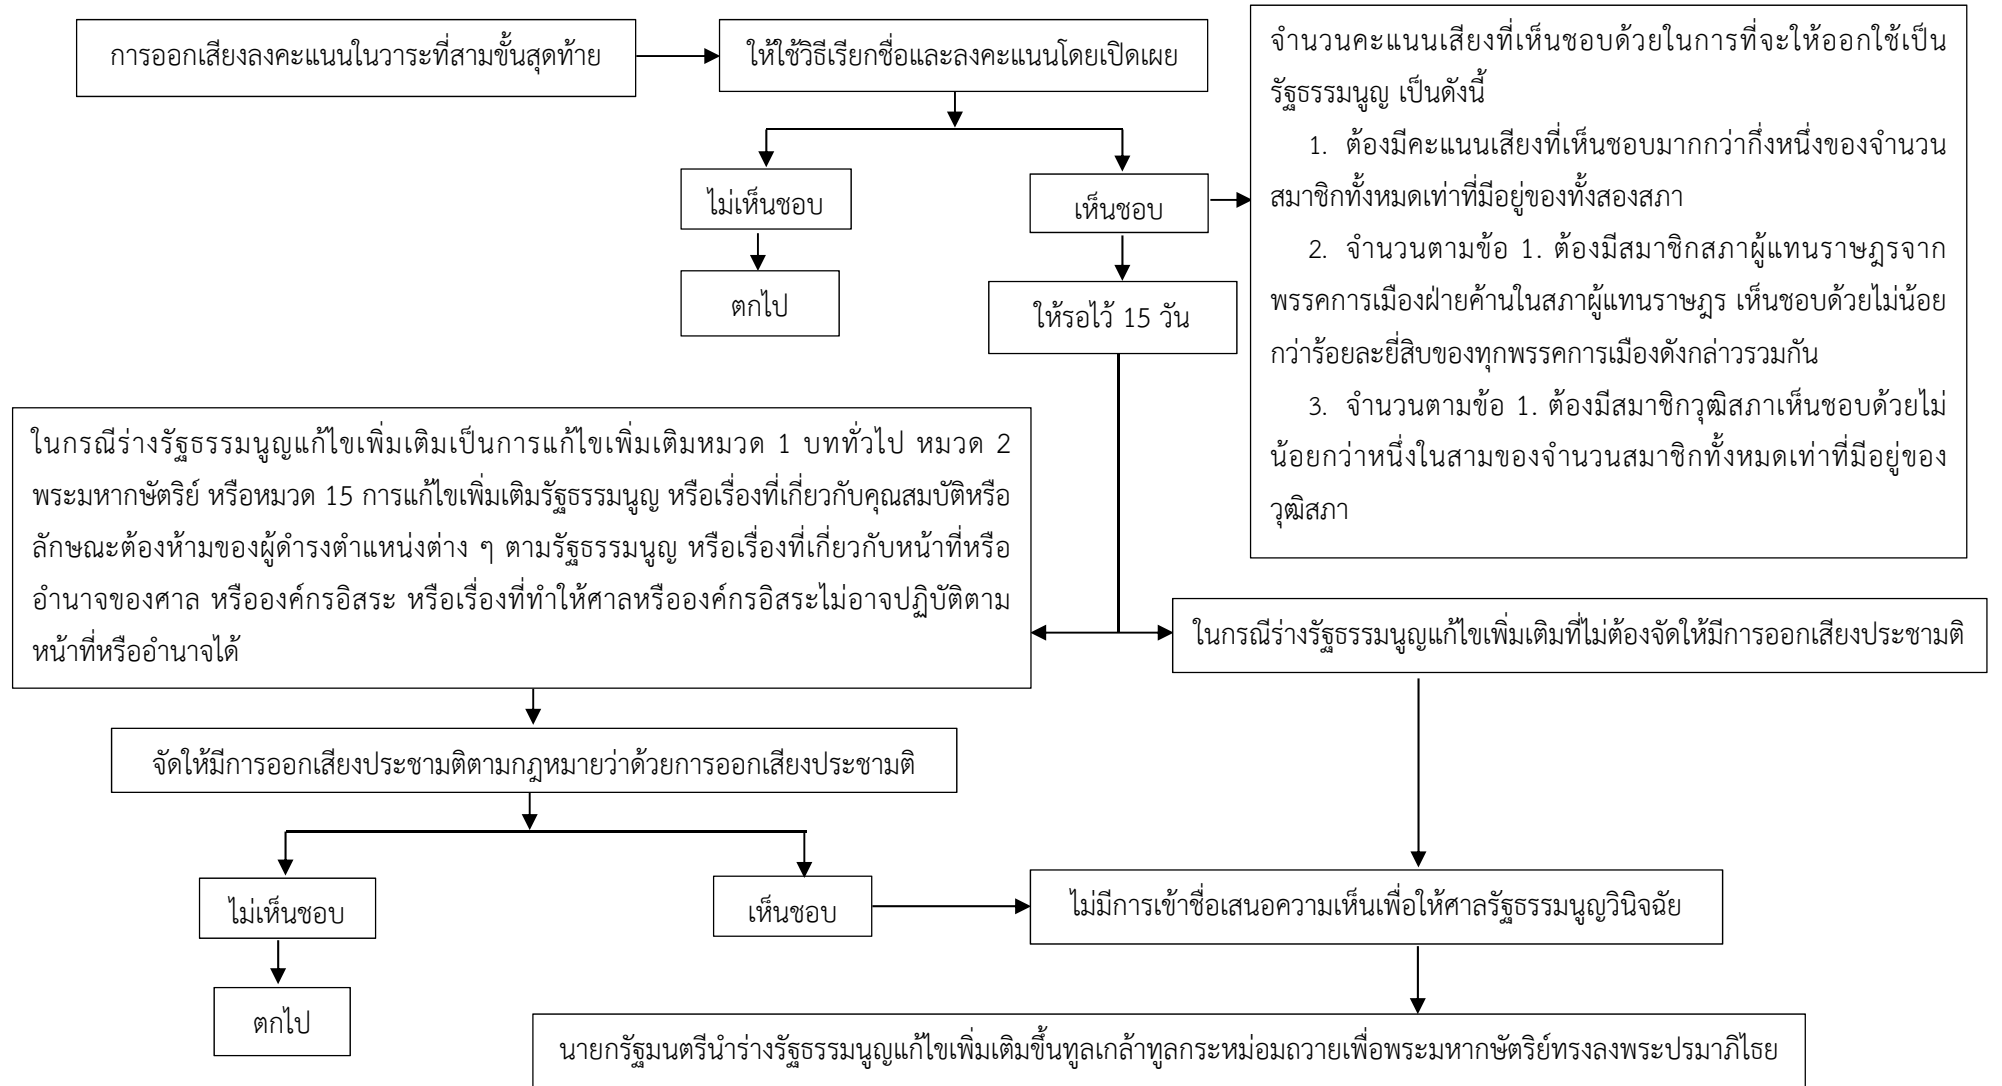 การออกเสียงลงคะแนนในวาระที่สามขั้นสุดท้าย
ให้ใช้วิธีเรียกชื่อและลงคะแนนโดยเปิดเผย
ไม่เห็นชอบ
ตกไป
เห็นชอบ
ให้รอไว้ 15 วัน
จำนวนคะแนนเสียงที่เห็นชอบด้วยในการที่จะให้ออกใช้เป็น
รัฐธรรมนูญ เป็นดังนี้
1. ต้องมีคะแนนเสียงที่เห็นชอบมากกว่ากึ่งหนึ่งของจำนวน
สมาชิกทั้งหมดเท่าที่มีอยู่ของทั้งสองสภา
2. จำนวนตามข้อ 1. ต้องมีสมาชิกสภาผู้แทนราษฎรจาก
พรรคการเมืองฝ่ายค้านในสภาผู้แทนราษฎร เห็นชอบด้วยไม่น้อย
กว่าร้อยละยี่สิบของทุกพรรคการเมืองดังกล่าวรวมกัน
3. จำนวนตามข้อ 1. ต้องมีสมาชิกวุฒิสภาเห็นชอบด้วยไม่
น้อยกว่าหนึ่งในสามของจำนวนสมาชิกทั้งหมดเท่าที่มีอยู่ของ
วุฒิสภา
ในกรณีร่างรัฐธรรมนูญแก้ไขเพิ่มเติมเป็นการแก้ไขเพิ่มเติมหมวด 1 บททั่วไป หมวด 2
พระมหากษัตริย์ หรือหมวด 15 การแก้ไขเพิ่มเติมรัฐธรรมนูญ หรือเรื่องที่เกี่ยวกับคุณสมบัติหรือ
ลักษณะต้องห้ามของผู้ดำรงตำแหน่งต่าง ๆ ตามรัฐธรรมนูญ หรือเรื่องที่เกี่ยวกับหน้าที่หรือ
อำนาจของศาล หรือองค์กรอิสระ หรือเรื่องที่ทำให้ศาลหรือองค์กรอิสระไม่อาจปฏิบัติตาม
หน้าที่หรืออำนาจได้
ในกรณีร่างรัฐธรรมนูญแก้ไขเพิ่มเติมที่ไม่ต้องจัดให้มีการออกเสียงประชามติ
จัดให้มีการออกเสียงประชามติตามกฎหมายว่าด้วยการออกเสียงประชามติ
ไม่เห็นชอบ
ตกไป
เห็นชอบ
ไม่มีการเข้าชื่อเสนอความเห็นเพื่อให้ศาลรัฐธรรมนูญวินิจฉัย
นายกรัฐมนตรีนำร่างรัฐธรรมนูญแก้ไขเพิ่มเติมขึ้นทูลเกล้าทูลกระหม่อมถวายเพื่อพระมหากษัตริย์ทรงลงพระปรมาภิไธย